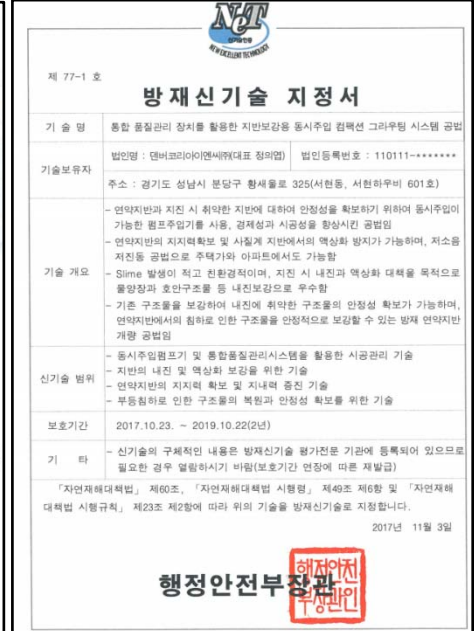 NeT
신기술인증
NEW EXCELLENT TECHNOLOGY
제 77-1 호
방재신기술 지정서
기 술 명
통합 품질관리 장치를 활용한 지반보강용 동시주입 컴팩션 그라우팅 시스템 공법
기술보유자
법인명 : 덴버코리아이엔씨㈜(대표 정의엽)
법인등록번호 : 110111-*******
주소 : 경기도 성남시 분당구 황새울로 325(서현동, 서현하우비 601호)
기술 개요
- 연약지반과 지진 시 취약한 지반에 대하여 안정성을 확보하기 위하여 동시주입이
가능한 펌프주입기를 사용, 경제성과 시공성을 향상시킨 공법임
- 연약지반의 지지력확보 및 사질계 지반에서의 액상화 방지가 가능하며, 저소음
저진동 공법으로 주택가와 아파트에서도 가능함
- Slime 발생이 적고 친환경적이며, 지진 시 내진과 액상화 대책을 목적으로
물양장과 호안구조물 등 내진보강으로 우수함
- 기존 구조물을 보강하여 내진에 취약한 구조물의 안정성 확보가 가능하며,
연약지반에서의 침하로 인한 구조물을 안정적으로 보강할 수 있는 방재 연약지반
개량 공법임
신기술 범위
- 동시주입펌프기 및 통합품질관리시스템을 활용한 시공관리 기술
- 지반의 내진 및 액상화 보강을 위한 기술
- 연약지반의 지지력 확보 및 지내력 증진 기술
- 부등침하로 인한 구조물의 복원과 안정성 확보를 위한 기술
보호기간
2017.10.23. ~ 2019.10.22(2년)
기 타
- 신기술의 구체적인 내용은 방재신기술 평가전문 기관에 등록되어 있으므로
필요한 경우 열람하시기 바람(보호기간 연장에 따른 재발급)
「자연재해대책법」 제60조, 「자연재해대책법 시행령」 제49조 제6항 및 「자연재해
대책법 시행규칙」 제23조 제2항에 따라 위의 기술을 방재신기술로 지정합니다.
2017년 11월 3일
행정안전부장관
행정안전
부장관인